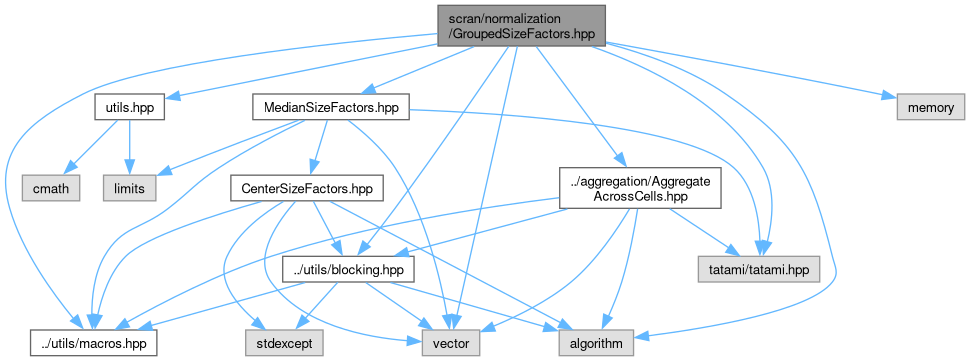 scran/normalization
/GroupedSizeFactors.hpp
utils.hpp
MedianSizeFactors.hpp
memory
cmath
limits
CenterSizeFactors.hpp
../aggregation/Aggregate
AcrossCells.hpp
../utils/blocking.hpp
tatami/tatami.hpp
../utils/macros.hpp
stdexcept
vector
algorithm